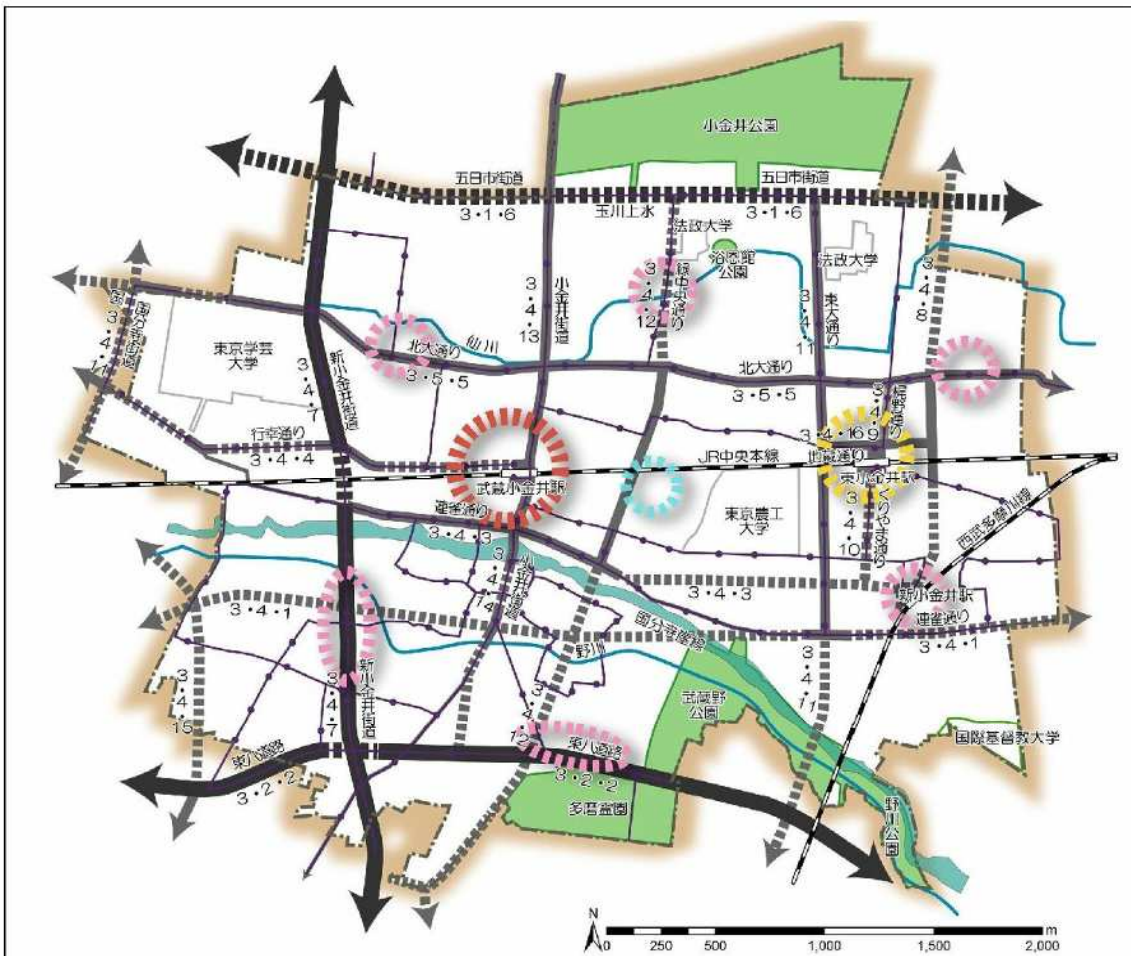 小金井公園
五日市街道
五日市街道
3・1・6
玉川上水
3・1・6
法政大学
浴恩館
公園
法政大学
緑中央通り
3・4・12
3・4・8
小金井街道
3・4・13
東大通り
3・4・11
国分寺街道
3・4・11
東京学芸
大学
新小金井街道
3・4・7
北大通り
仙川
3・5・5
北大通り
3・5・5
梶野通り
3・4・9
行幸通り
3・4・4
3・4・16
地蔵通り
JR中央本線
武蔵小金井駅
東小金井駅
連雀通り
3・4・3
東京農工
大学
くりやま通り
3・4・10
西武多摩川線
小金井街道
3・4・14
3・4・3
新小金井駅
連雀通り
3・4・1
3・4・1
国分寺崖線
野川
新小金井街道
3・4・7
3・4・15
3・4・12
武蔵野
公園
3・4・11
国際基督教大学
東八道路
3・2・2
東八道路
3・2・2
多磨霊園
野川公園
N
m
0 250 500 1,000 1,500 2,000